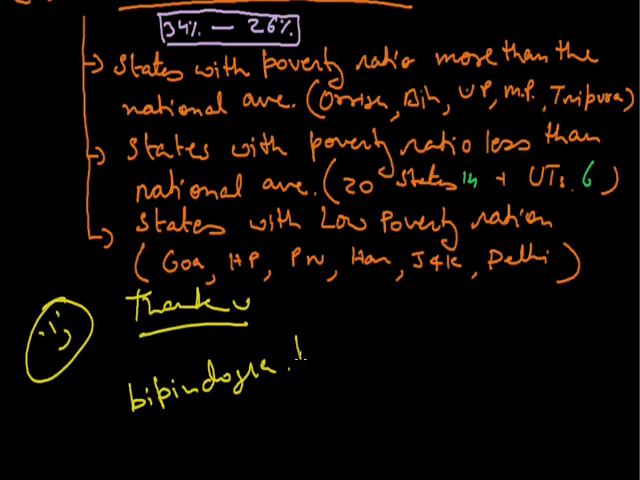 34% - 26%
States with poverty ratio more than the
national ave. (Orrisa, Bih, UP, M.P., Tripura)
States with poverty ratio less than
national ave. (20 States 14 + UTs. 6)
States with Low Poverty ration
(Goa, HP, PN, Har, J&K, Delhi)
Thank u
bipindogra.